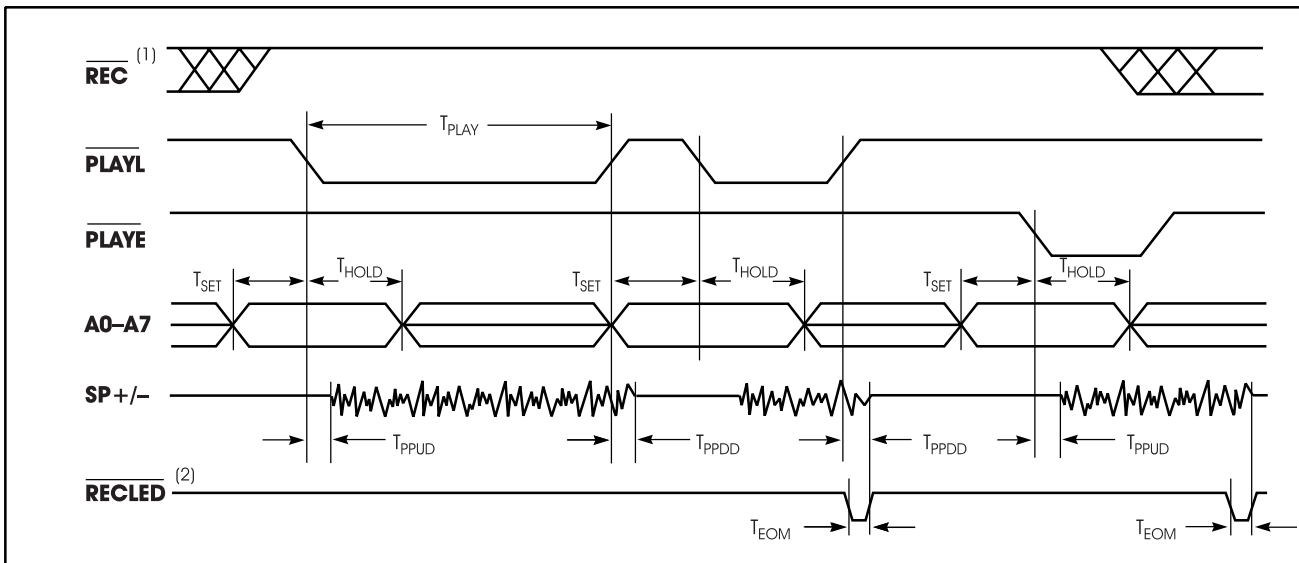 REC (1)
TPLAY
PLAYL
PLAYE
TSET THOLD TSET THOLD TSET THOLD
A0–A7
SP+/–
TPPUD TPPDD TPPDD TPPUD
RECLED (2)
TEOM TEOM